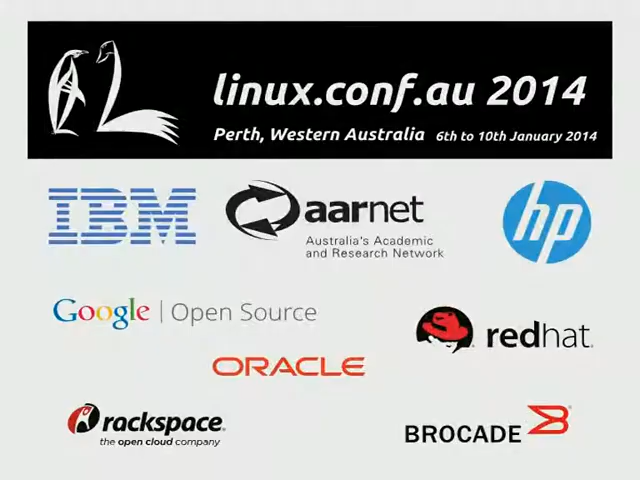 linux.conf.au 2014
Perth, Western Australia 6th to 10th January 2014
IBM
aarnet
Australia's Academic
and Research Network
hp
Google | Open Source
redhat.
ORACLE
rackspace.
the open cloud company
BROCADE